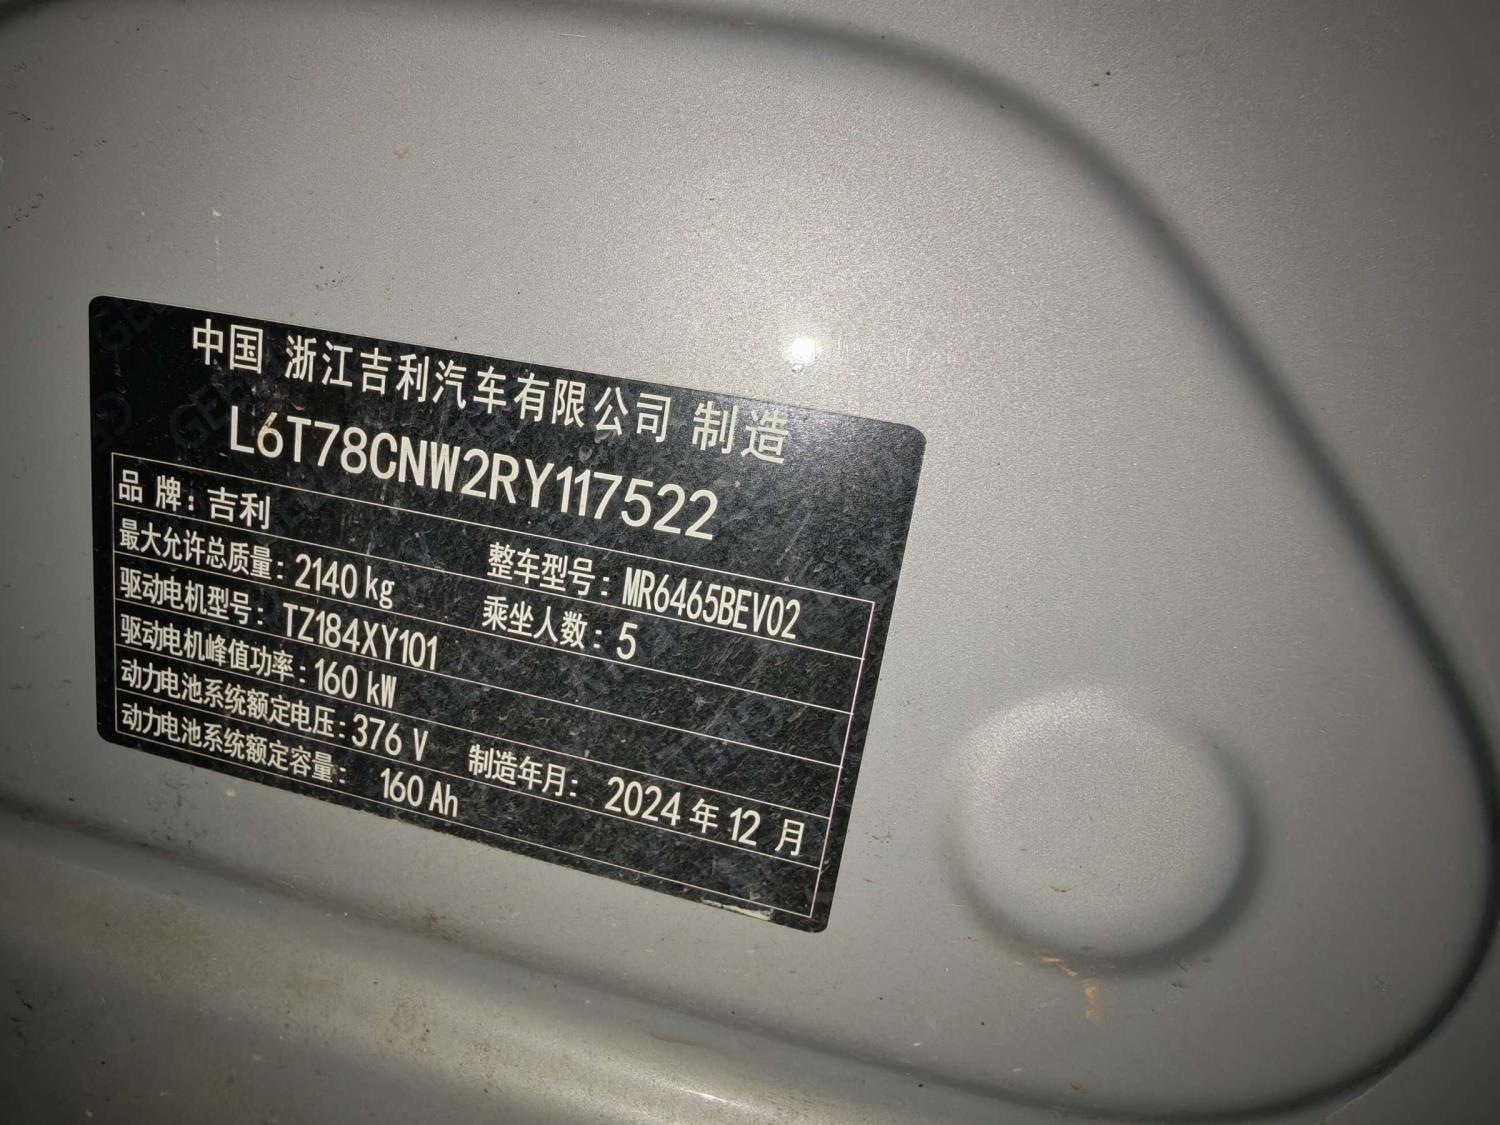 中国 浙江吉利汽车有限公司 制造
L6T78CNW2RY117522
品 牌：吉利
整车型号：MR6465BEV02
最大允许总质量：2140 kg
乘坐人数：5
驱动电机型号：TZ184XY101
驱动电机峰值功率：160 kW
动力电池系统额定电压：376 V
制造年月：2024 年 12 月
动力电池系统额定容量：160 Ah